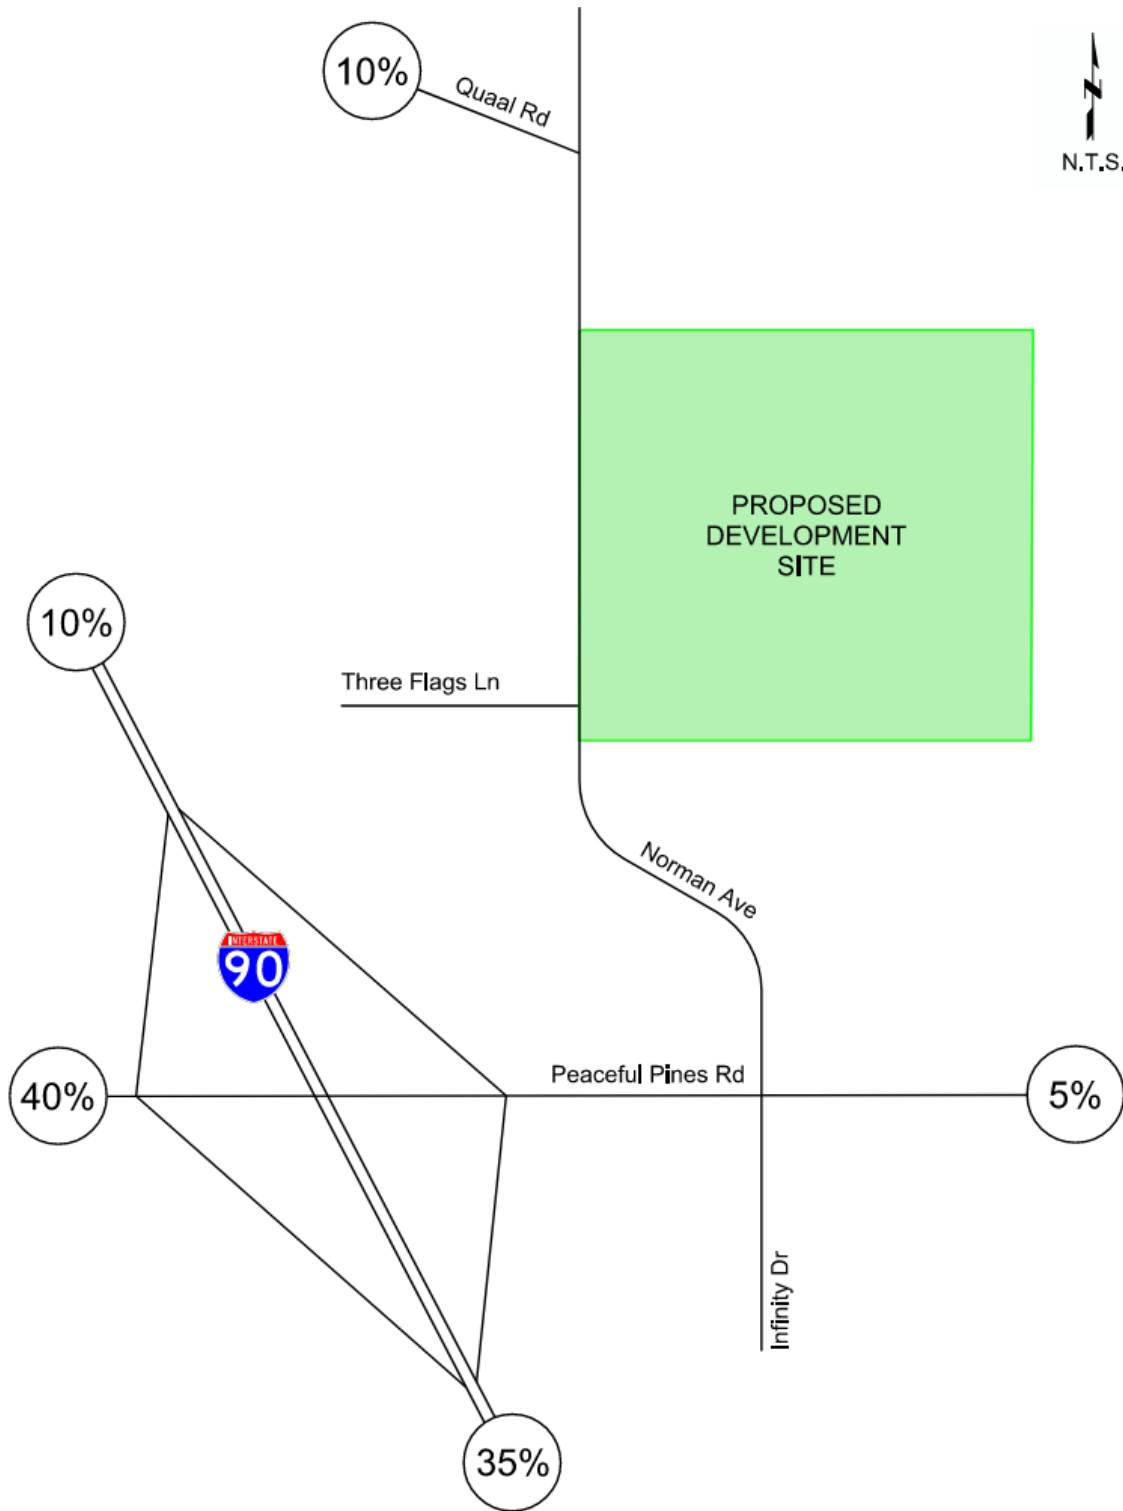 10%
Quaal Rd
N
N.T.S.
PROPOSED
DEVELOPMENT
SITE
10%
Three Flags Ln
Norman Ave
INTERSTATE
90
Peaceful Pines Rd
40%
5%
Infinity Dr
35%